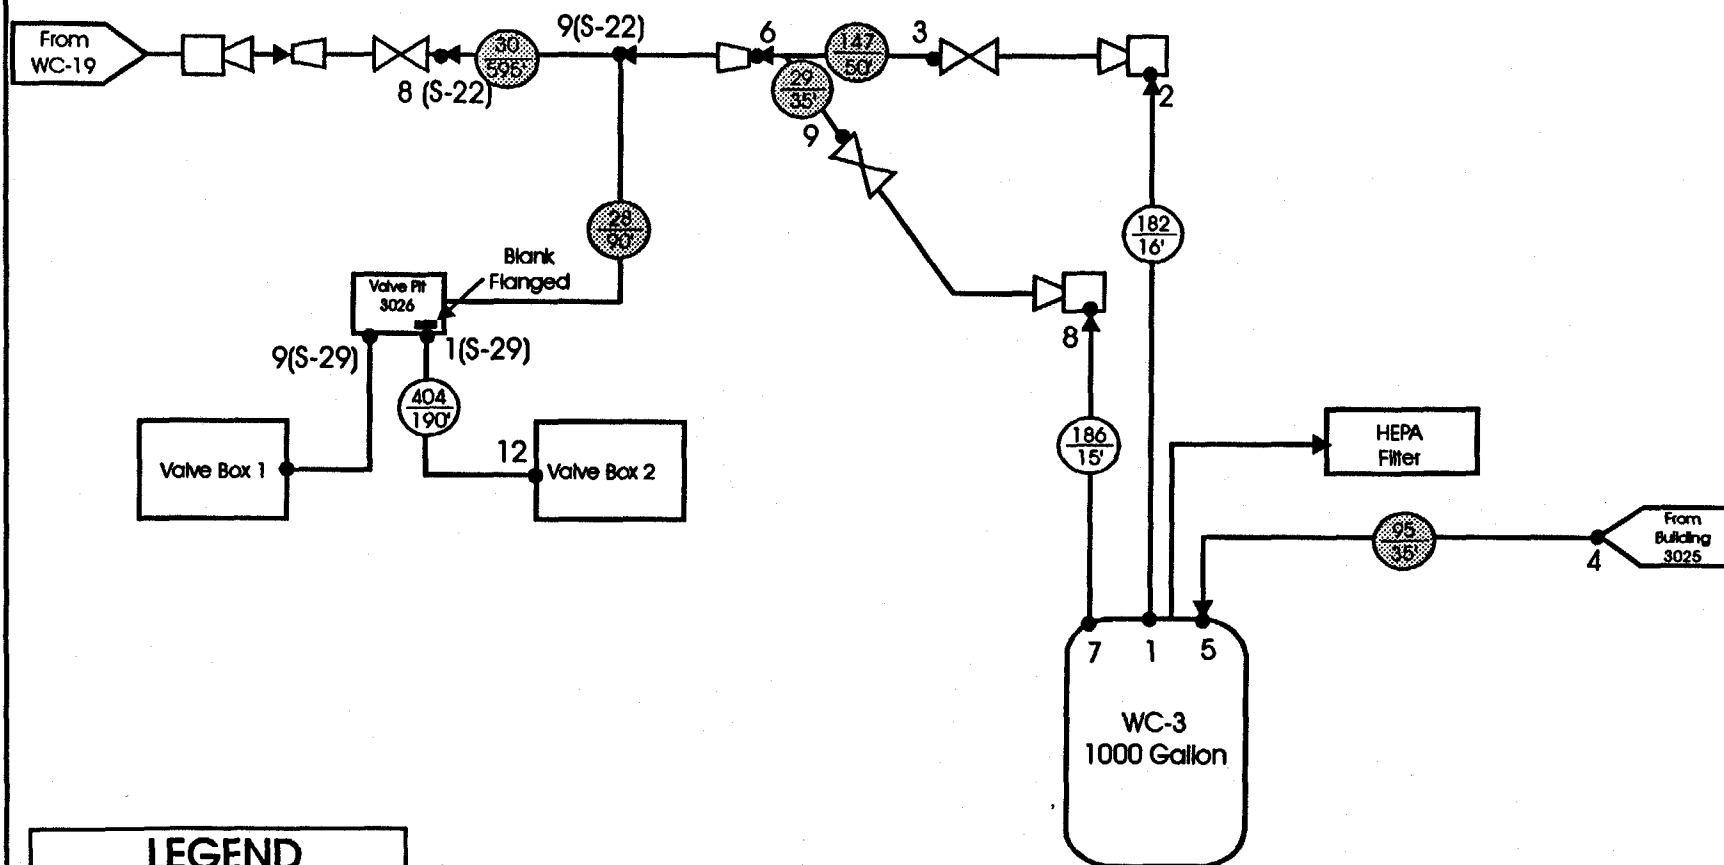 From
WC-19
30
595'
9(S-22)
8 (S-22)
6
147
50'
3
29
35'
9
2
28
90'
182
16'
Blank
Flanged
Valve Pit
3026
9(S-29)
1(S-29)
8
404
190'
186
15'
HEPA
Filter
Valve Box 1
12
Valve Box 2
95
35'
From
Building
3025
4
7
1
5
WC-3
1000 Gallon
LEGEND